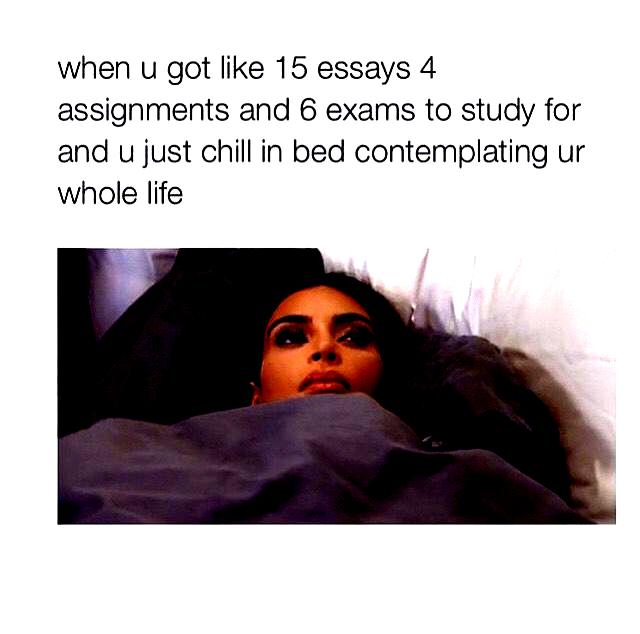 when u got like 15 essays 4
assignments and 6 exams to study for
and u just chill in bed contemplating ur
whole life